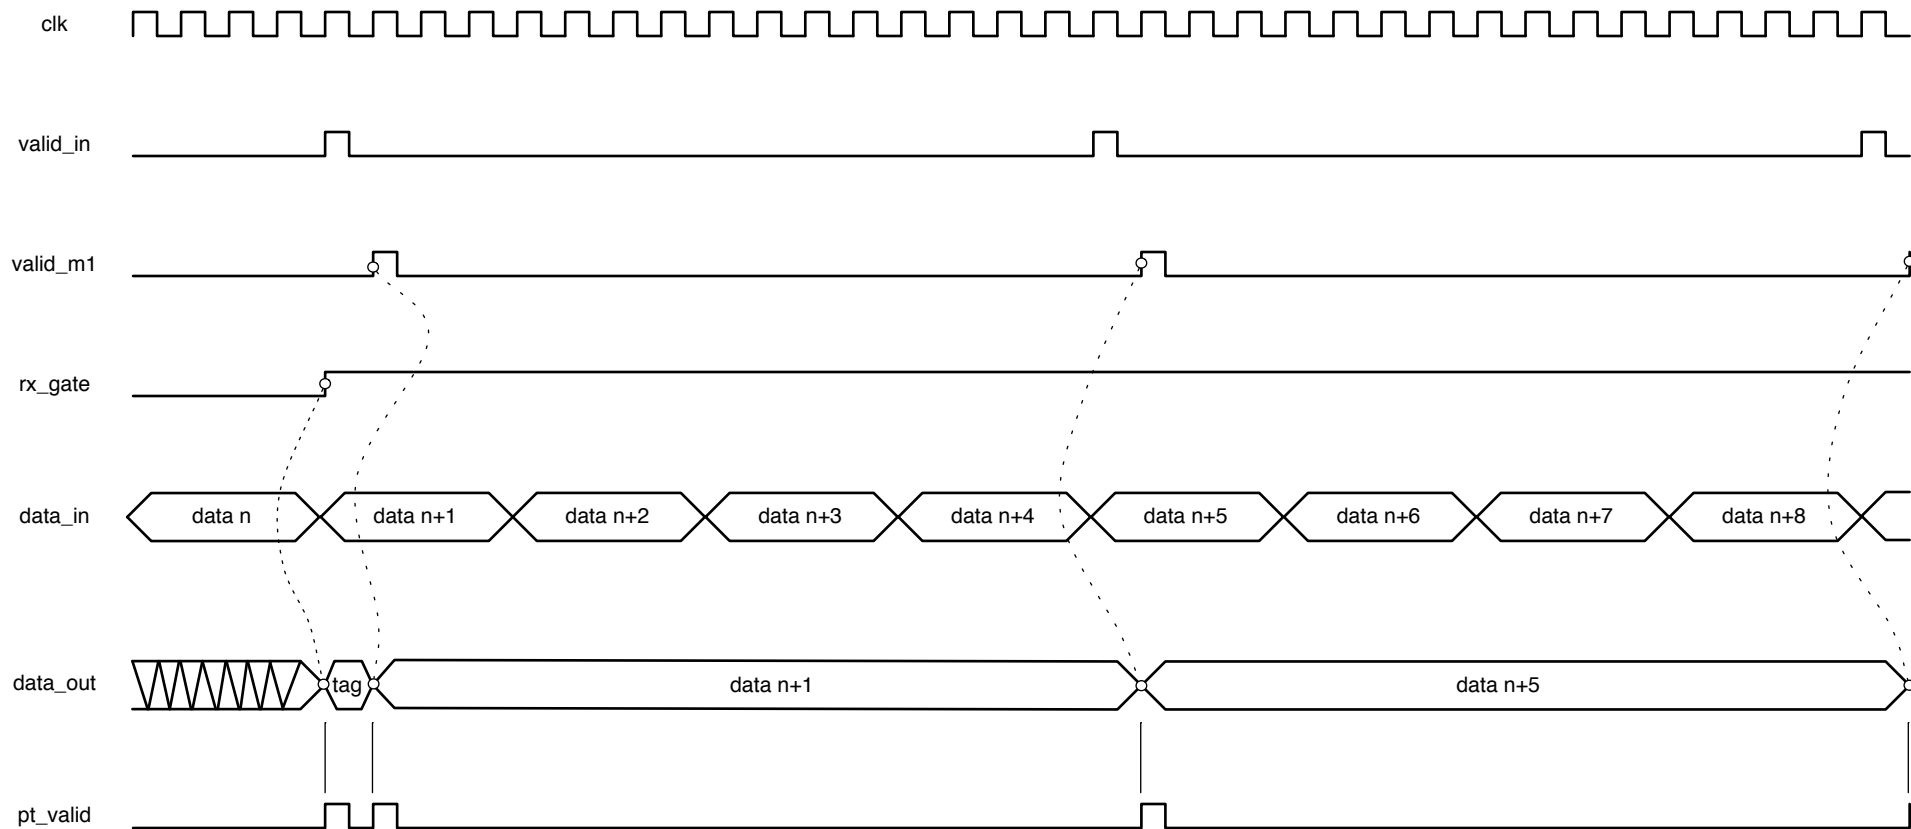 clk
valid_in
valid_m1
rx_gate
data_in data n data n+1 data n+2 data n+3 data n+4 data n+5 data n+6 data n+7 data n+8
data_out tag data n+1 data n+5
pt_valid